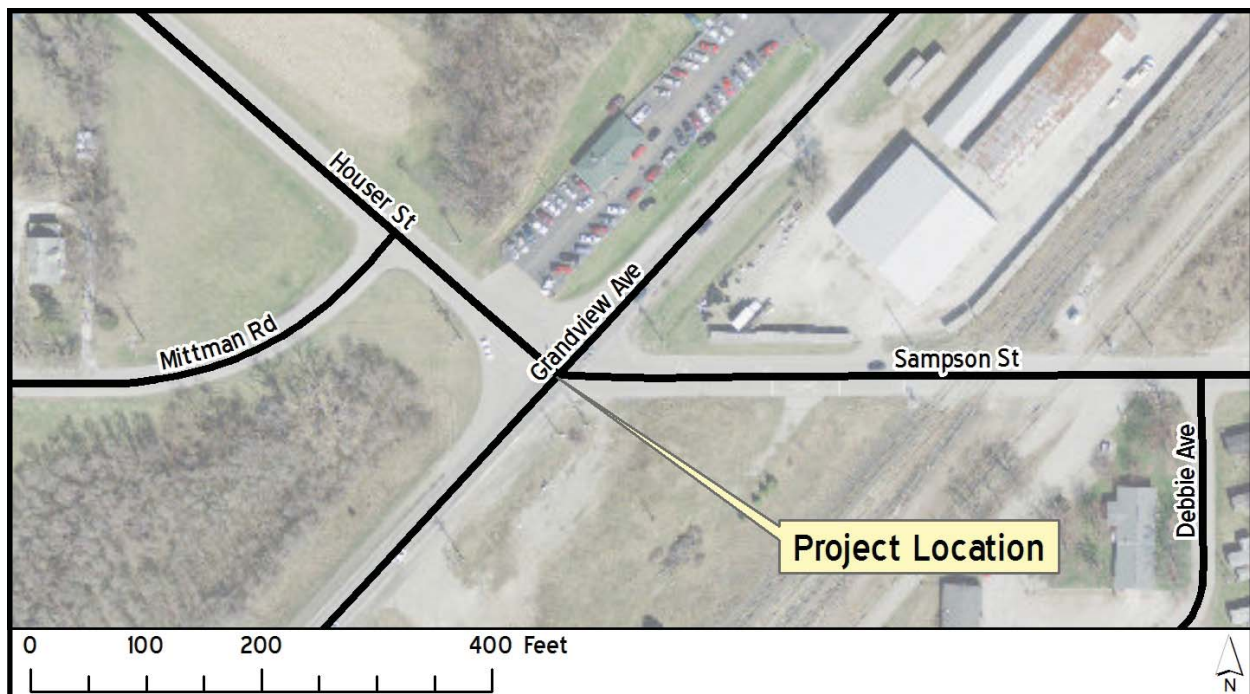 Houser St
Grandview Ave
Mittman Rd
Sampson St
Debbie Ave
Project Location
0 100 200 400 Feet
N